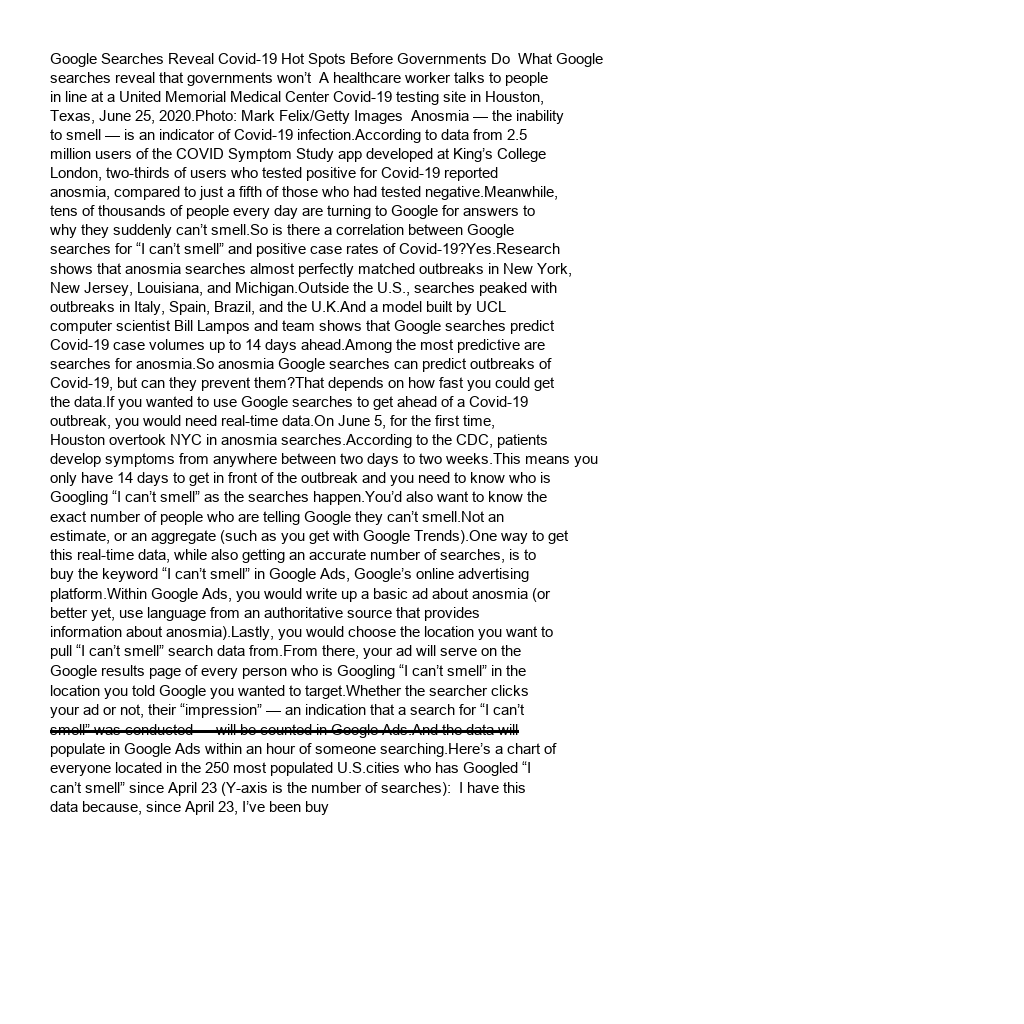 Google Searches Reveal Covid-19 Hot Spots Before Governments Do  What Google
searches reveal that governments won’t  A healthcare worker talks to people
in line at a United Memorial Medical Center Covid-19 testing site in Houston,
Texas, June 25, 2020.Photo: Mark Felix/Getty Images  Anosmia — the inability
to smell — is an indicator of Covid-19 infection.According to data from 2.5
million users of the COVID Symptom Study app developed at King’s College
London, two-thirds of users who tested positive for Covid-19 reported
anosmia, compared to just a fifth of those who had tested negative.Meanwhile,
tens of thousands of people every day are turning to Google for answers to
why they suddenly can’t smell.So is there a correlation between Google
searches for “I can’t smell” and positive case rates of Covid-19?Yes.Research
shows that anosmia searches almost perfectly matched outbreaks in New York,
New Jersey, Louisiana, and Michigan.Outside the U.S., searches peaked with
outbreaks in Italy, Spain, Brazil, and the U.K.And a model built by UCL
computer scientist Bill Lampos and team shows that Google searches predict
Covid-19 case volumes up to 14 days ahead.Among the most predictive are
searches for anosmia.So anosmia Google searches can predict outbreaks of
Covid-19, but can they prevent them?That depends on how fast you could get
the data.If you wanted to use Google searches to get ahead of a Covid-19
outbreak, you would need real-time data.On June 5, for the first time,
Houston overtook NYC in anosmia searches.According to the CDC, patients
develop symptoms from anywhere between two days to two weeks.This means you
only have 14 days to get in front of the outbreak and you need to know who is
Googling “I can’t smell” as the searches happen.You’d also want to know the
exact number of people who are telling Google they can’t smell.Not an
estimate, or an aggregate (such as you get with Google Trends).One way to get
this real-time data, while also getting an accurate number of searches, is to
buy the keyword “I can’t smell” in Google Ads, Google’s online advertising
platform.Within Google Ads, you would write up a basic ad about anosmia (or
better yet, use language from an authoritative source that provides
information about anosmia).Lastly, you would choose the location you want to
pull “I can’t smell” search data from.From there, your ad will serve on the
Google results page of every person who is Googling “I can’t smell” in the
location you told Google you wanted to target.Whether the searcher clicks
your ad or not, their “impression” — an indication that a search for “I can’t
smell” was conducted — will be counted in Google Ads.And the data will
populate in Google Ads within an hour of someone searching.Here’s a chart of
everyone located in the 250 most populated U.S.cities who has Googled “I
can’t smell” since April 23 (Y-axis is the number of searches):  I have this
data because, since April 23, I’ve been buy